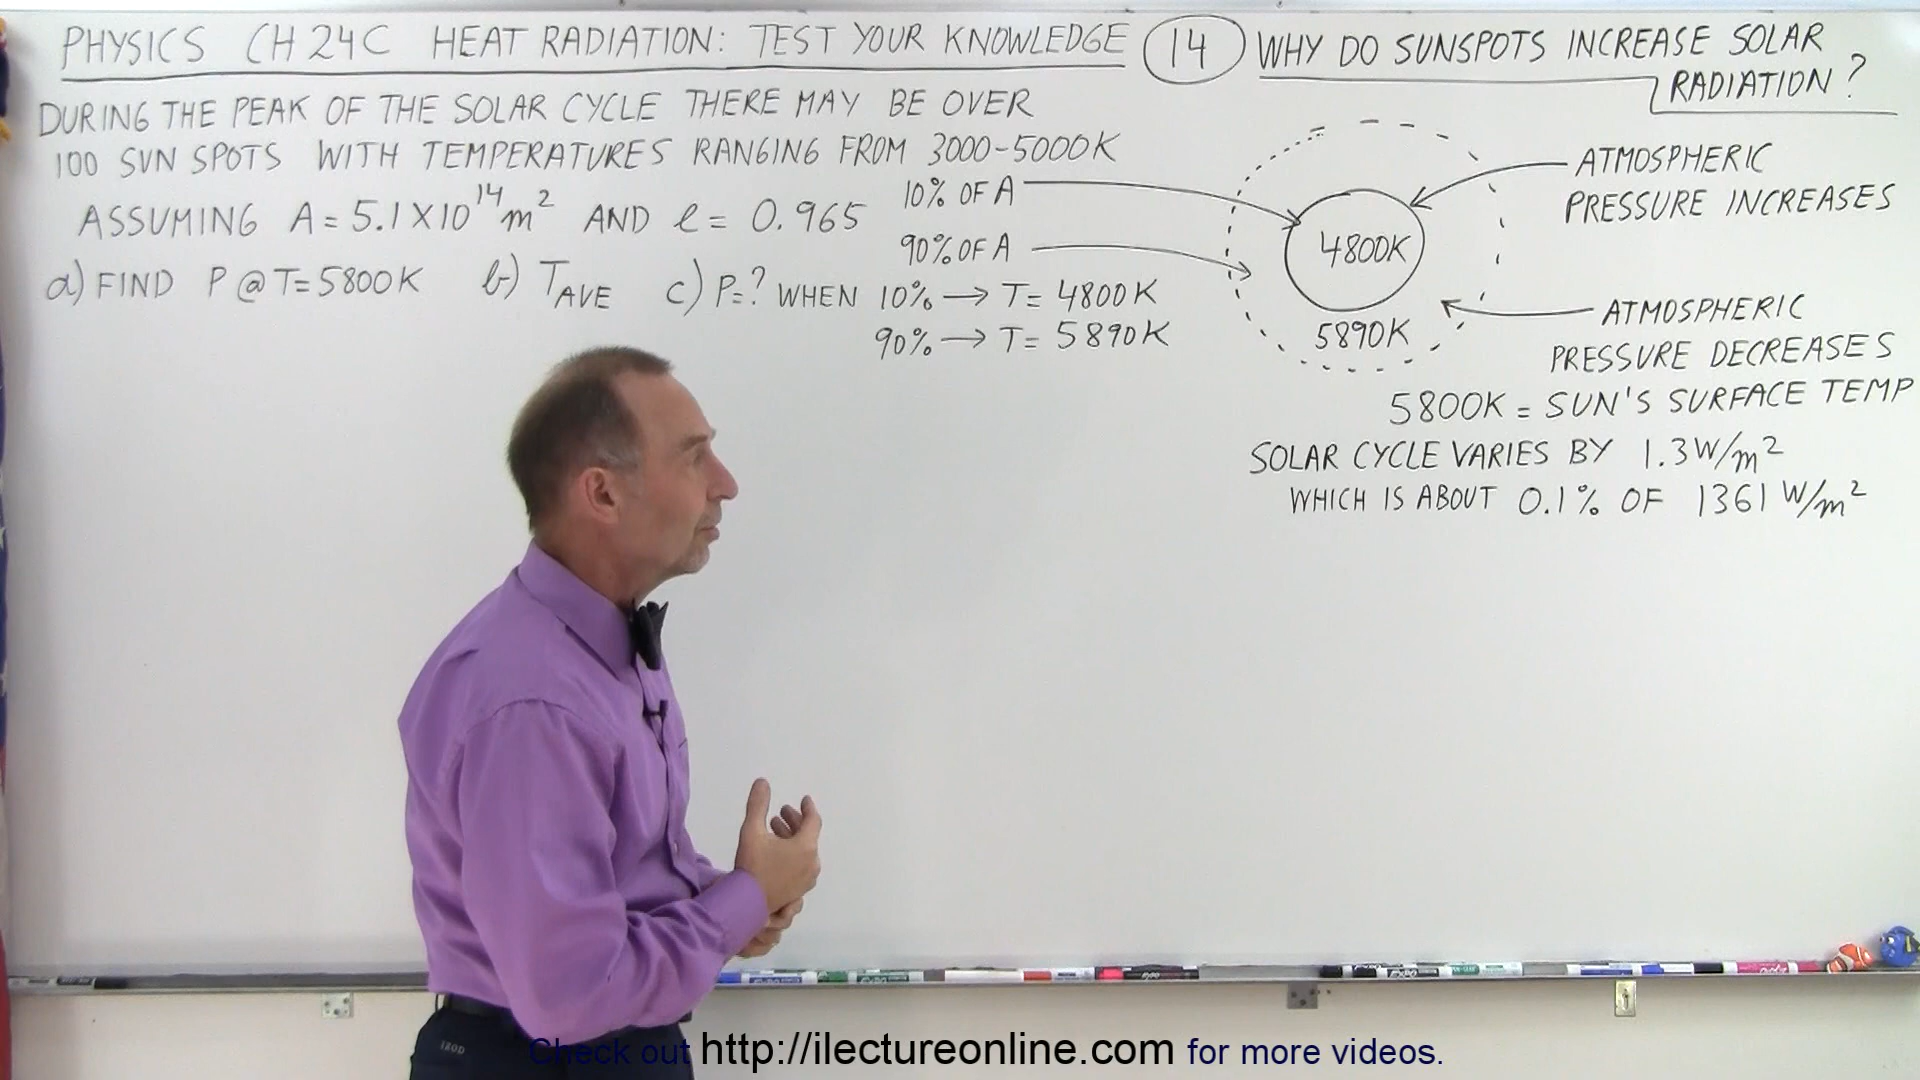 PHYSICS CH 24C HEAT RADIATION: TEST YOUR KNOWLEDGE 14 WHY DO SUNSPOTS INCREASE SOLAR
RADIATION?
DURING THE PEAK OF THE SOLAR CYCLE THERE MAY BE OVER
100 SUN SPOTS WITH TEMPERATURES RANGING FROM 3000-5000K
ASSUMING A = 5.1 X 10^14 m^2 AND e = 0.965
a) FIND P @ T = 5800K b) T_AVE c) P = ? WHEN 10% → T = 4800K
90% → T = 5890K
10% OF A
90% OF A
4800K
5890K
ATMOSPHERIC
PRESSURE INCREASES
ATMOSPHERIC
PRESSURE DECREASES
5800K = SUN'S SURFACE TEMP
SOLAR CYCLE VARIES BY 1.3 W/m^2
WHICH IS ABOUT 0.1% OF 1361 W/m^2
IZOD
Check out http://ilectureonline.com for more videos.